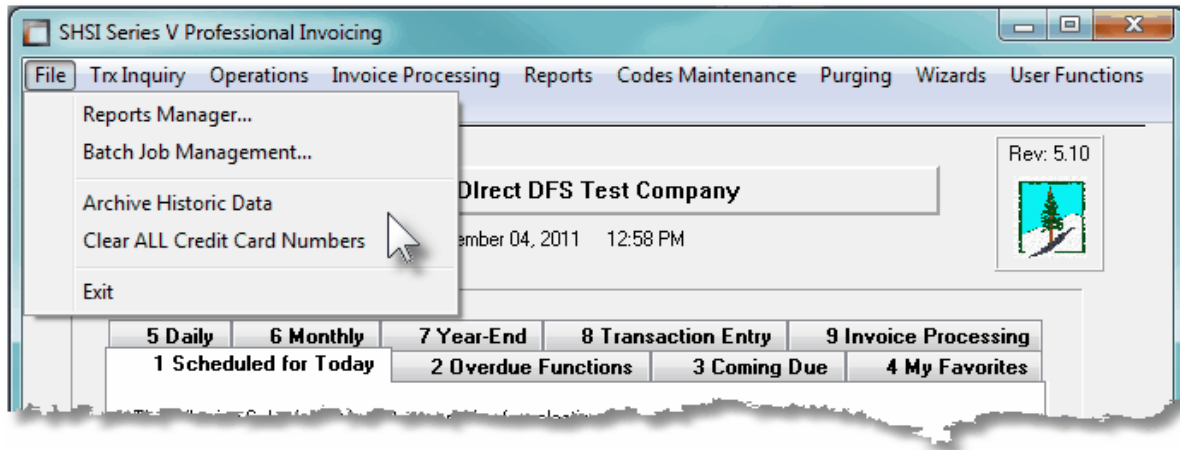 SHSI Series V Professional Invoicing
File Trx Inquiry Operations Invoice Processing Reports Codes Maintenance Purging Wizards User Functions
Reports Manager...
Batch Job Management...
Archive Historic Data
Clear ALL Credit Card Numbers
Exit
Rev: 5.10
DIrect DFS Test Company
ember 04, 2011 12:58 PM
5 Daily 6 Monthly 7 Year-End 8 Transaction Entry 9 Invoice Processing
1 Scheduled for Today 2 Overdue Functions 3 Coming Due 4 My Favorites